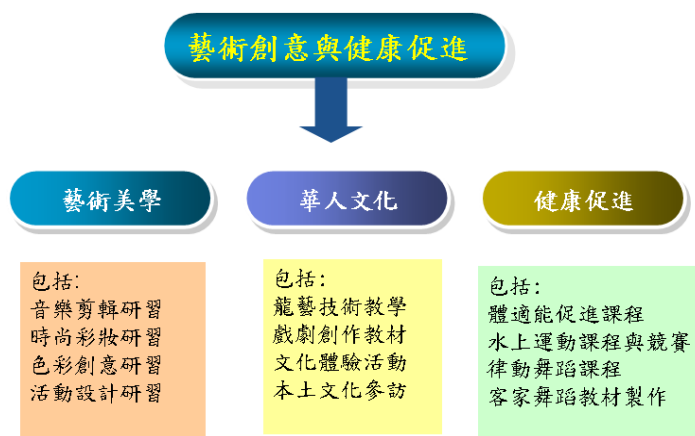 藝術創意與健康促進
藝術美學
華人文化
健康促進
包括:
音樂剪輯研習
時尚彩妝研習
色彩創意研習
活動設計研習
包括:
龍藝技術教學
戲劇創作教材
文化體驗活動
本土文化參訪
包括:
體適能促進課程
水上運動課程與競賽
律動舞蹈課程
客家舞蹈教材製作